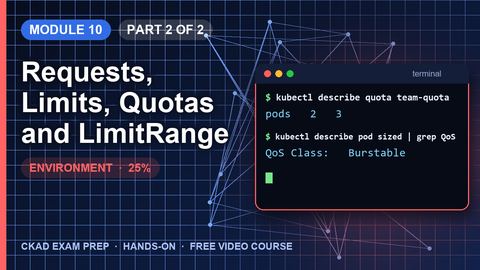 MODULE 10
PART 2 OF 2
Requests,
Limits, Quotas
and LimitRange
ENVIRONMENT · 25%
terminal
$ kubectl describe quota team-quota
pods 2 3
$ kubectl describe pod sized | grep QoS
QoS Class: Burstable
CKAD EXAM PREP · HANDS-ON · FREE VIDEO COURSE